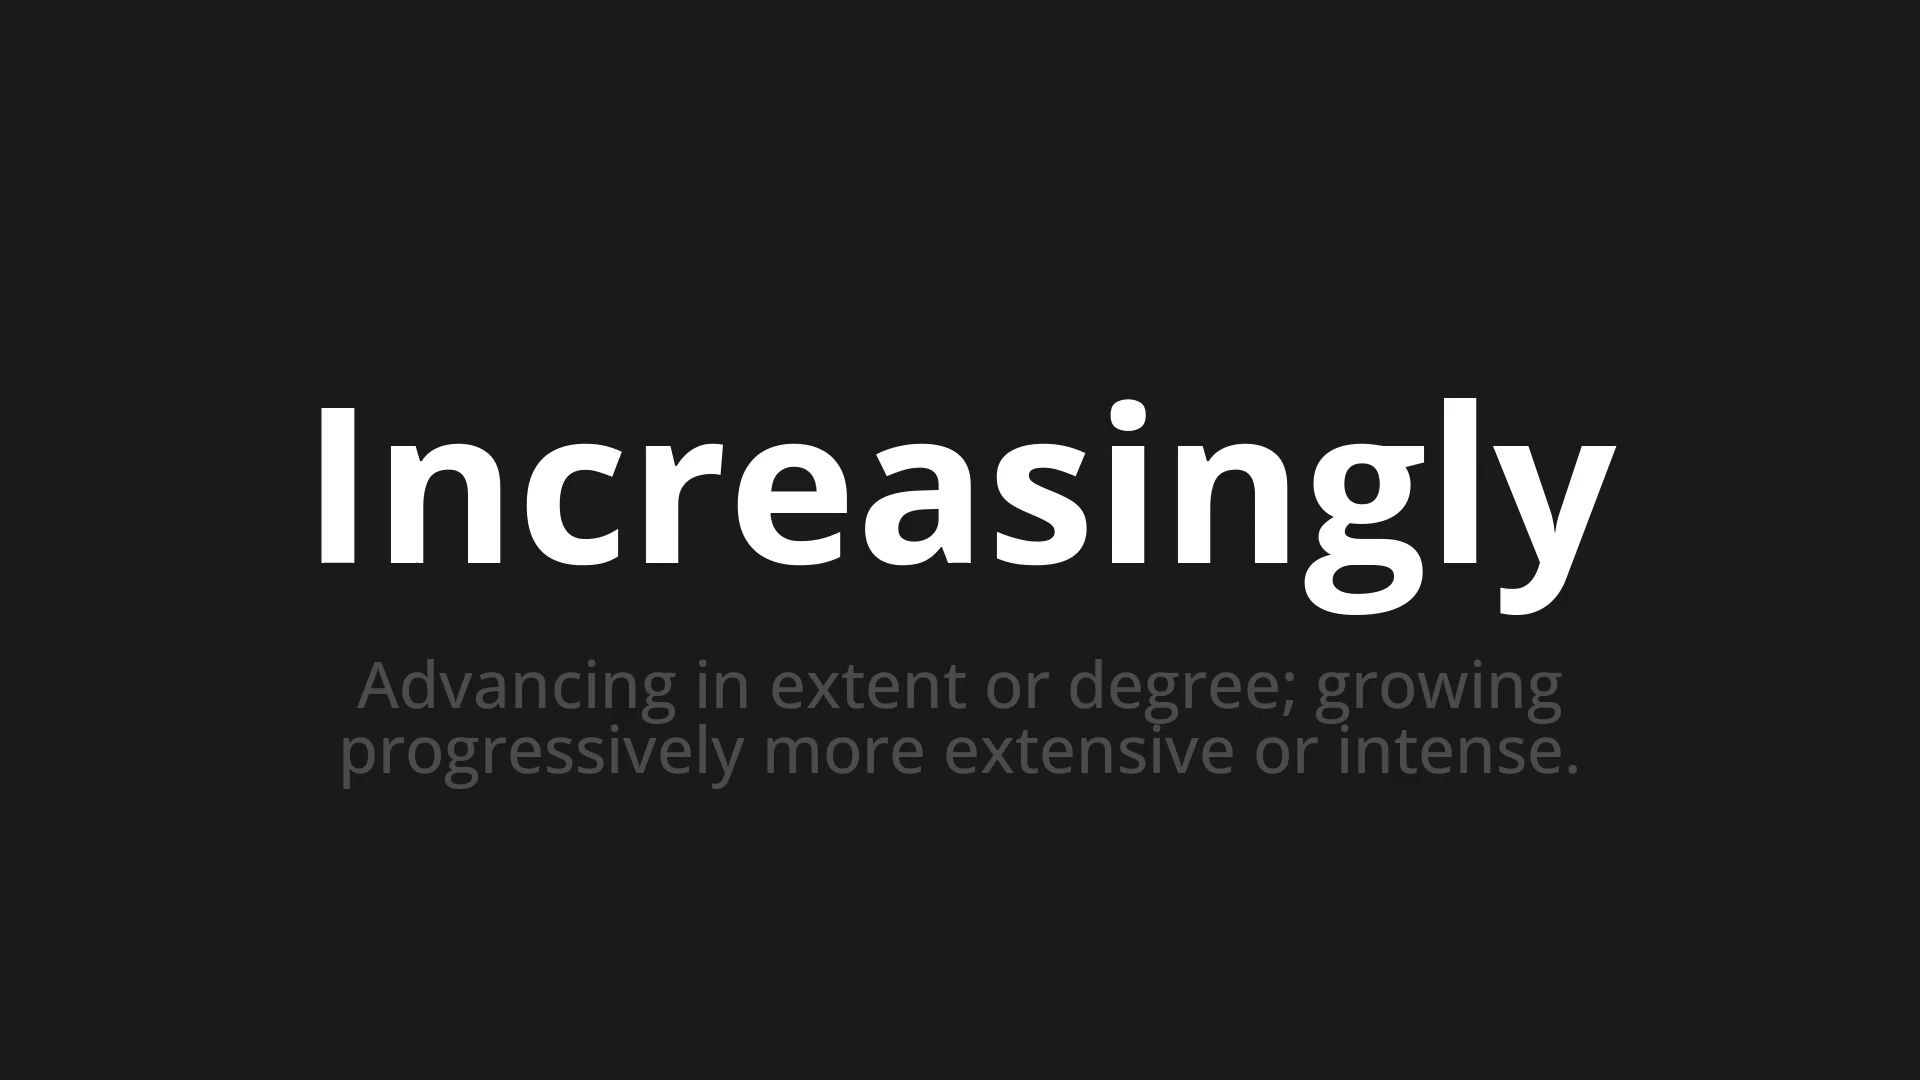 Increasingly
Advancing in extent or degree; growing
progressively more extensive or intense.